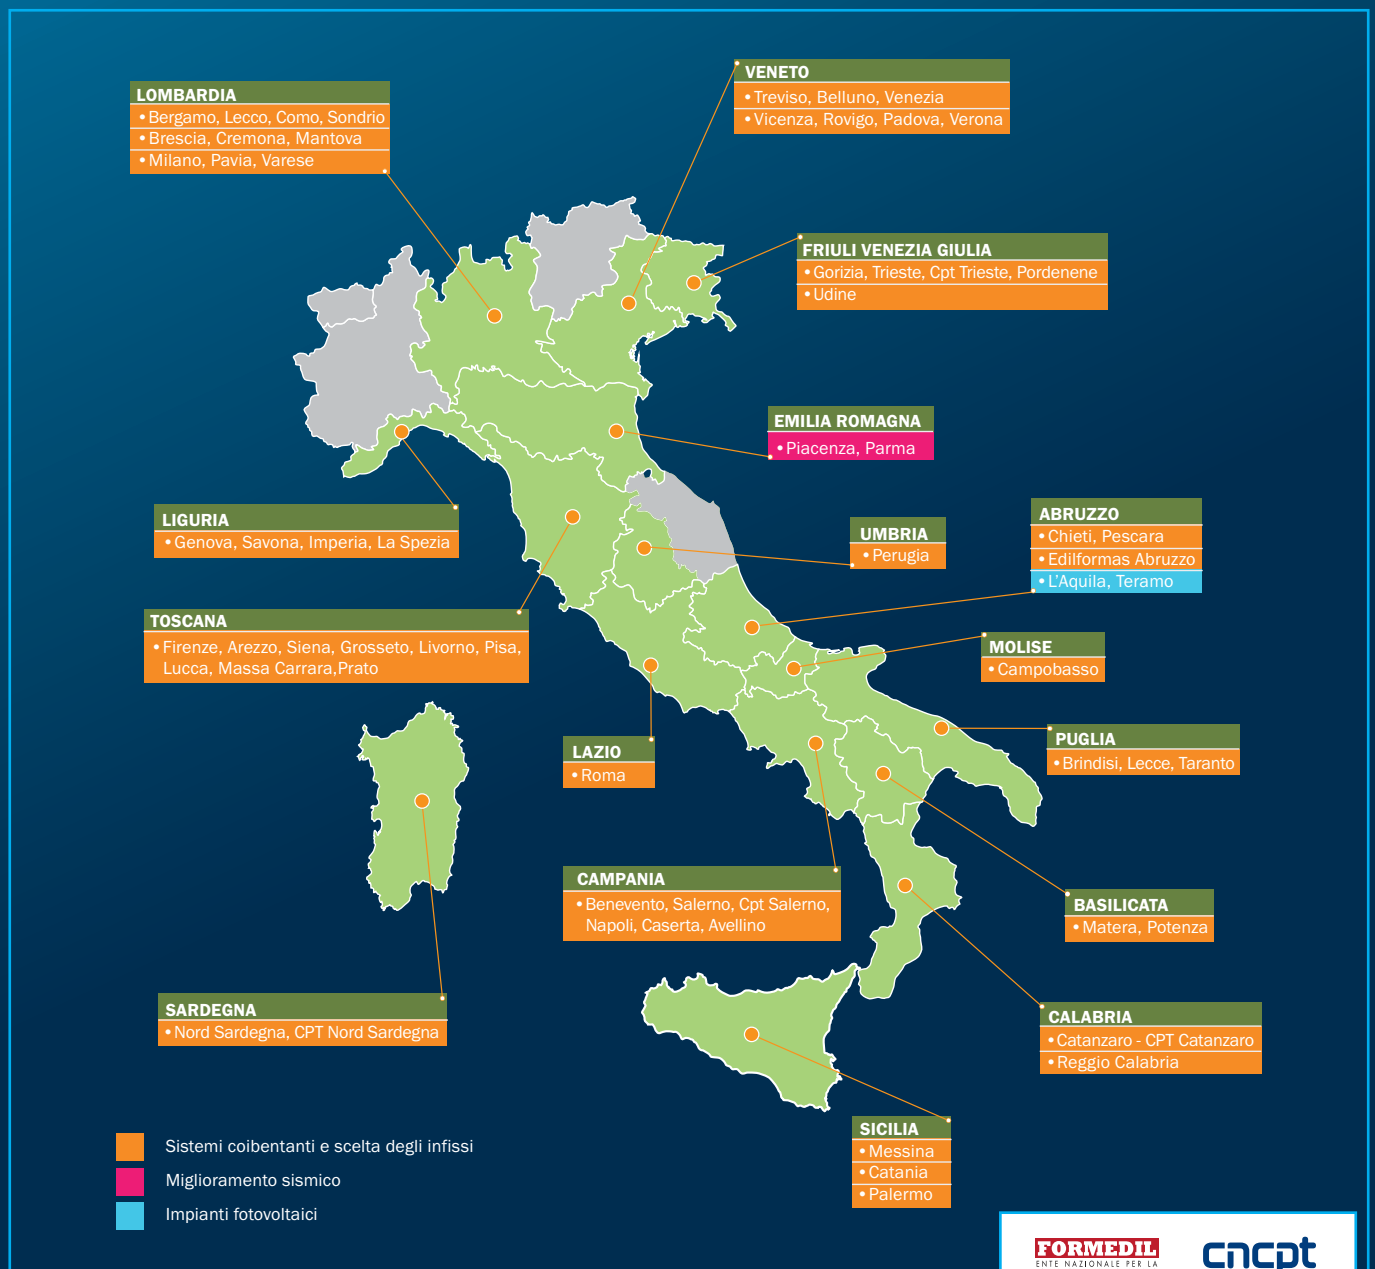 LOMBARDIA
• Bergamo, Lecco, Como, Sondrio
• Brescia, Cremona, Mantova
• Milano, Pavia, Varese
VENETO
• Treviso, Belluno, Venezia
• Vicenza, Rovigo, Padova, Verona
FRIULI VENEZIA GIULIA
• Gorizia, Trieste, Cpt Trieste, Pordenene
• Udine
EMILIA ROMAGNA
• Piacenza, Parma
LIGURIA
• Genova, Savona, Imperia, La Spezia
UMBRIA
• Perugia
ABRUZZO
• Chieti, Pescara
• Edilformas Abruzzo
• L'Aquila, Teramo
TOSCANA
• Firenze, Arezzo, Siena, Grosseto, Livorno, Pisa,
Lucca, Massa Carrara,Prato
MOLISE
• Campobasso
LAZIO
• Roma
PUGLIA
• Brindisi, Lecce, Taranto
CAMPANIA
• Benevento, Salerno, Cpt Salerno,
Napoli, Caserta, Avellino
BASILICATA
• Matera, Potenza
SARDEGNA
• Nord Sardegna, CPT Nord Sardegna
CALABRIA
• Catanzaro - CPT Catanzaro
• Reggio Calabria
SICILIA
• Messina
• Catania
• Palermo
Sistemi coibentanti e scelta degli infissi
Miglioramento sismico
Impianti fotovoltaici
FORMEDIL
ENTE NAZIONALE PER LA
cncpt